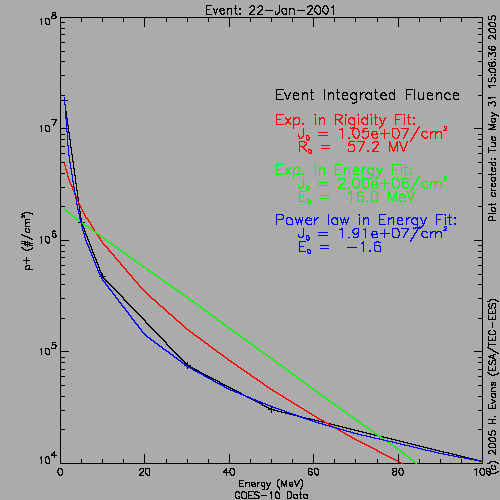 Event: 22-Jan-2001
Event Integrated Fluence
Exp. in Rigidity Fit:
J₀ = 1.05e+07/cm²
R₀ = 57.2 MV
Exp. in Energy Fit:
J₀ = 2.00e+06/cm²
E₀ = 16.0 MeV
Power law in Energy Fit:
J₀ = 1.91e+07/cm²
E₀ = −1.6
p+ (#/cm²)
10⁸
10⁷
10⁶
10⁵
10⁴
0 20 40 60 80 100
Energy (MeV)
GOES-10 Data
Plot created: Tue May 31 15:08:36 2005
(c) 2005 H. Evans (ESA/TEC-EES)